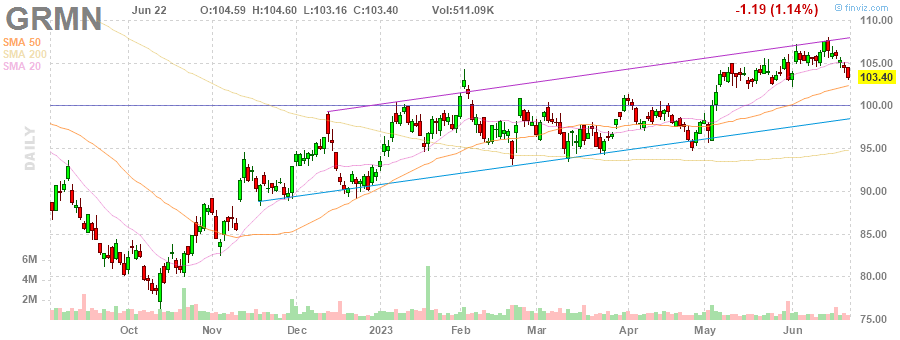 GRMN Jun 22 O:104.59 H:104.60 L:103.16 C:103.40 Vol:511.09K -1.19 (1.14%)
© finviz.com
SMA 50
SMA 200
SMA 20
DAILY
110.00
105.00
103.40
100.00
95.00
90.00
85.00
80.00
75.00
6M
4M
2M
Oct Nov Dec 2023 Feb Mar Apr May Jun